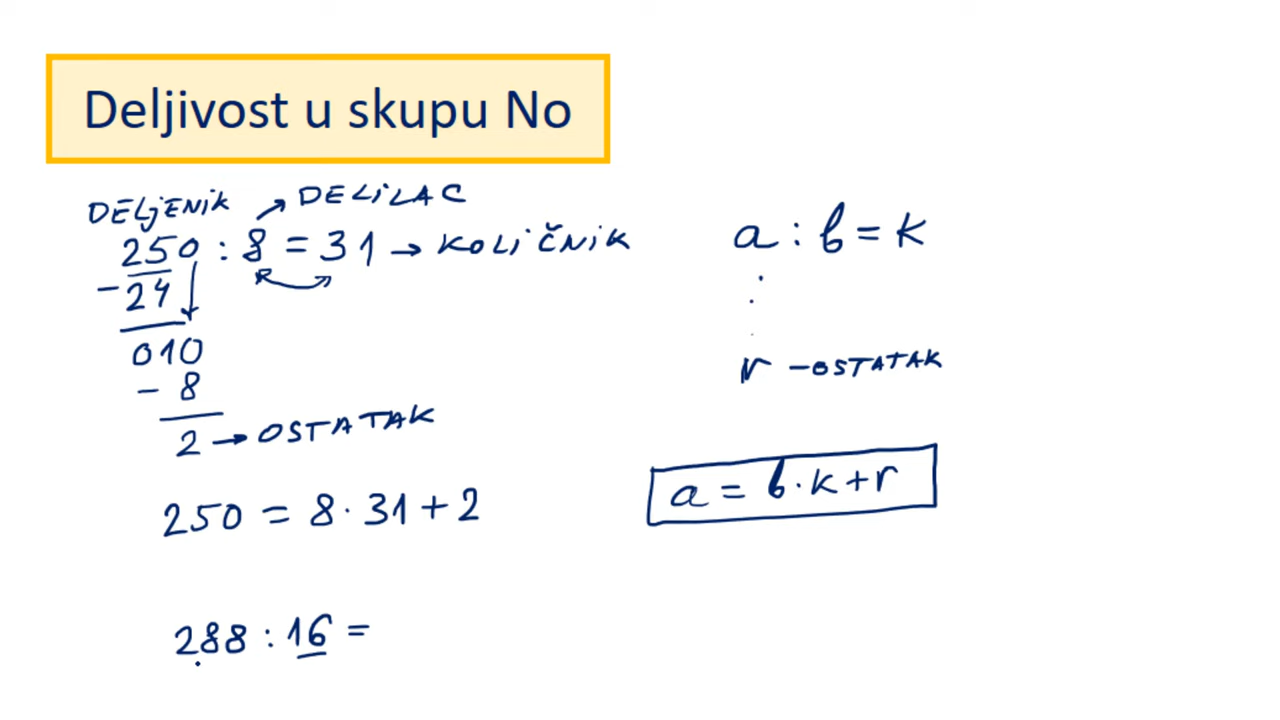 Deljivost u skupu No
DELjENiK → DELiLAC
250 : 8 = 31 → KOLiČNiK
- 24
010
- 8
2 → OSTATAK
250 = 8 · 31 + 2
288 : 16 =
a : b = k
r - OSTATAK
a = b · k + r